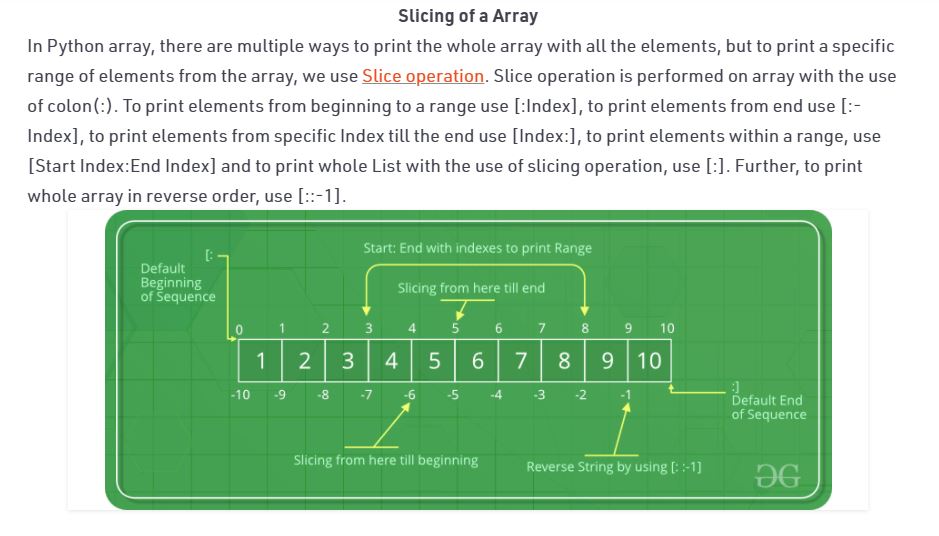 Slicing of a Array
In Python array, there are multiple ways to print the whole array with all the elements, but to print a specific
range of elements from the array, we use Slice operation. Slice operation is performed on array with the use
of colon(:). To print elements from beginning to a range use [:Index], to print elements from end use [:-
Index], to print elements from specific Index till the end use [Index:], to print elements within a range, use
[Start Index:End Index] and to print whole List with the use of slicing operation, use [:]. Further, to print
whole array in reverse order, use [::-1].
Start: End with indexes to print Range
[:
Default
Beginning
of Sequence
Slicing from here till end
0 1 2 3 4 5 6 7 8 9 10
1 2 3 4 5 6 7 8 9 10
-10 -9 -8 -7 -6 -5 -4 -3 -2 -1
:]
Default End
of Sequence
Slicing from here till beginning
Reverse String by using [: :-1]